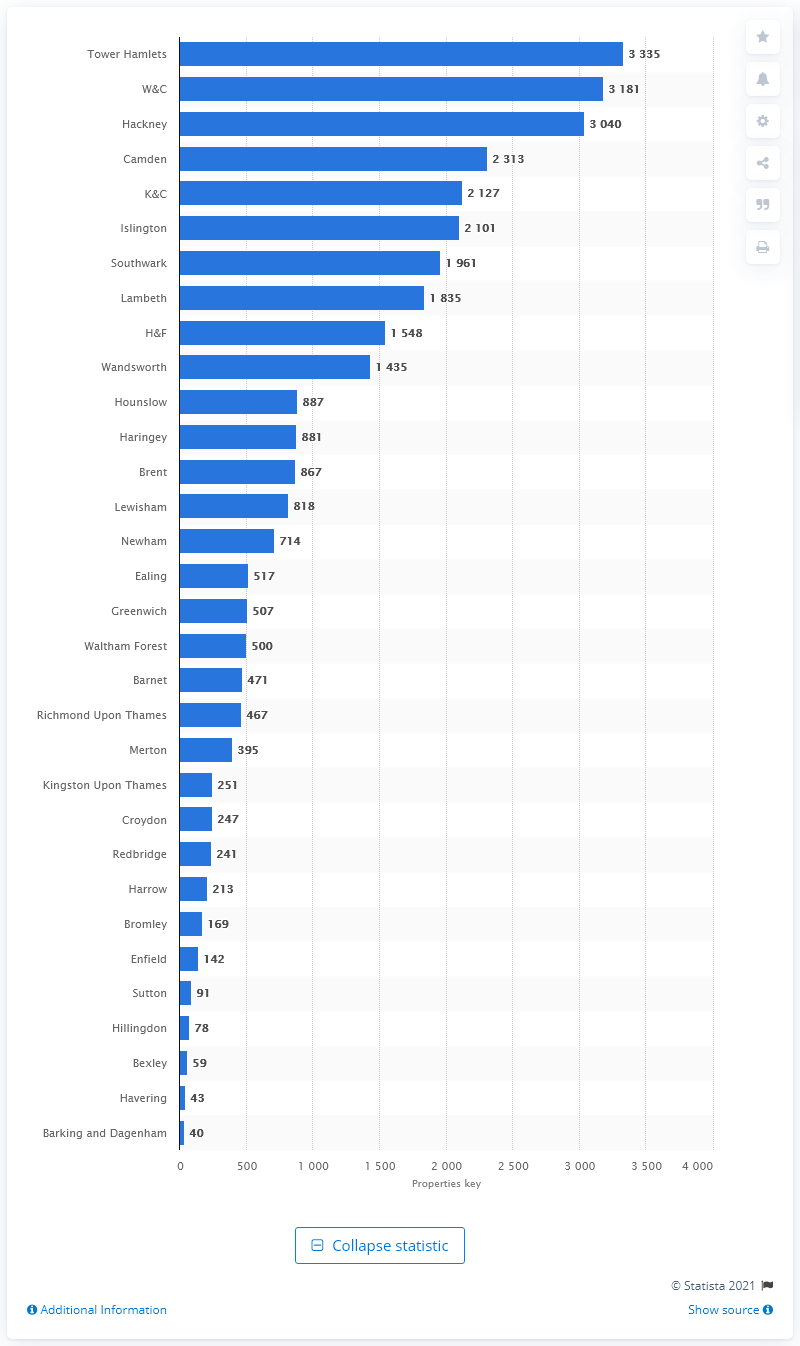 Tower Hamlets 3 335
W&C 3 181
Hackney 3 040
Camden 2 313
K&C 2 127
Islington 2 101
Southwark 1 961
Lambeth 1 835
H&F 1 548
Wandsworth 1 435
Hounslow 887
Haringey 881
Brent 867
Lewisham 818
Newham 714
Ealing 517
Greenwich 507
Waltham Forest 500
Barnet 471
Richmond Upon Thames 467
Merton 395
Kingston Upon Thames 251
Croydon 247
Redbridge 241
Harrow 213
Bromley 169
Enfield 142
Sutton 91
Hillingdon 78
Bexley 59
Havering 43
Barking and Dagenham 40
0 500 1 000 1 500 2 000 2 500 3 000 3 500 4 000
Properties key
Collapse statistic
© Statista 2021
Additional Information Show source